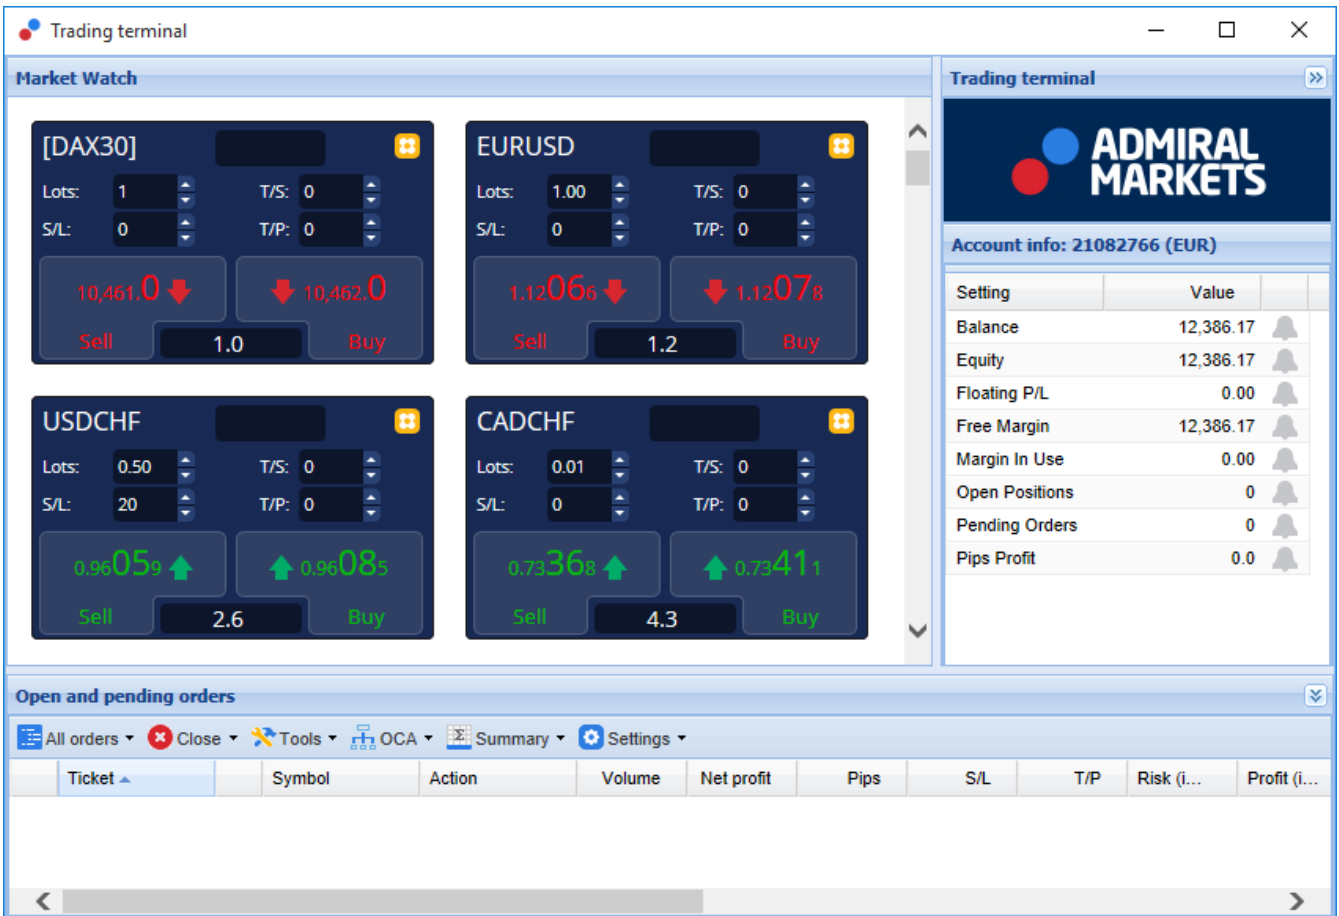 Trading terminal
Market Watch
[DAX30]
Lots: 1 T/S: 0
S/L: 0 T/P: 0
10,461.0 10,462.0
Sell 1.0 Buy
EURUSD
Lots: 1.00 T/S: 0
S/L: 0 T/P: 0
1.12066 1.12078
Sell 1.2 Buy
USDCHF
Lots: 0.50 T/S: 0
S/L: 20 T/P: 0
0.96059 0.96085
Sell 2.6 Buy
CADCHF
Lots: 0.01 T/S: 0
S/L: 0 T/P: 0
0.73368 0.73411
Sell 4.3 Buy
Trading terminal
ADMIRAL
MARKETS
Account info: 21082766 (EUR)
Setting Value
Balance 12,386.17
Equity 12,386.17
Floating P/L 0.00
Free Margin 12,386.17
Margin In Use 0.00
Open Positions 0
Pending Orders 0
Pips Profit 0.0
Open and pending orders
All orders Close Tools OCA Summary Settings
Ticket Symbol Action Volume Net profit Pips S/L T/P Risk (i... Profit (i...